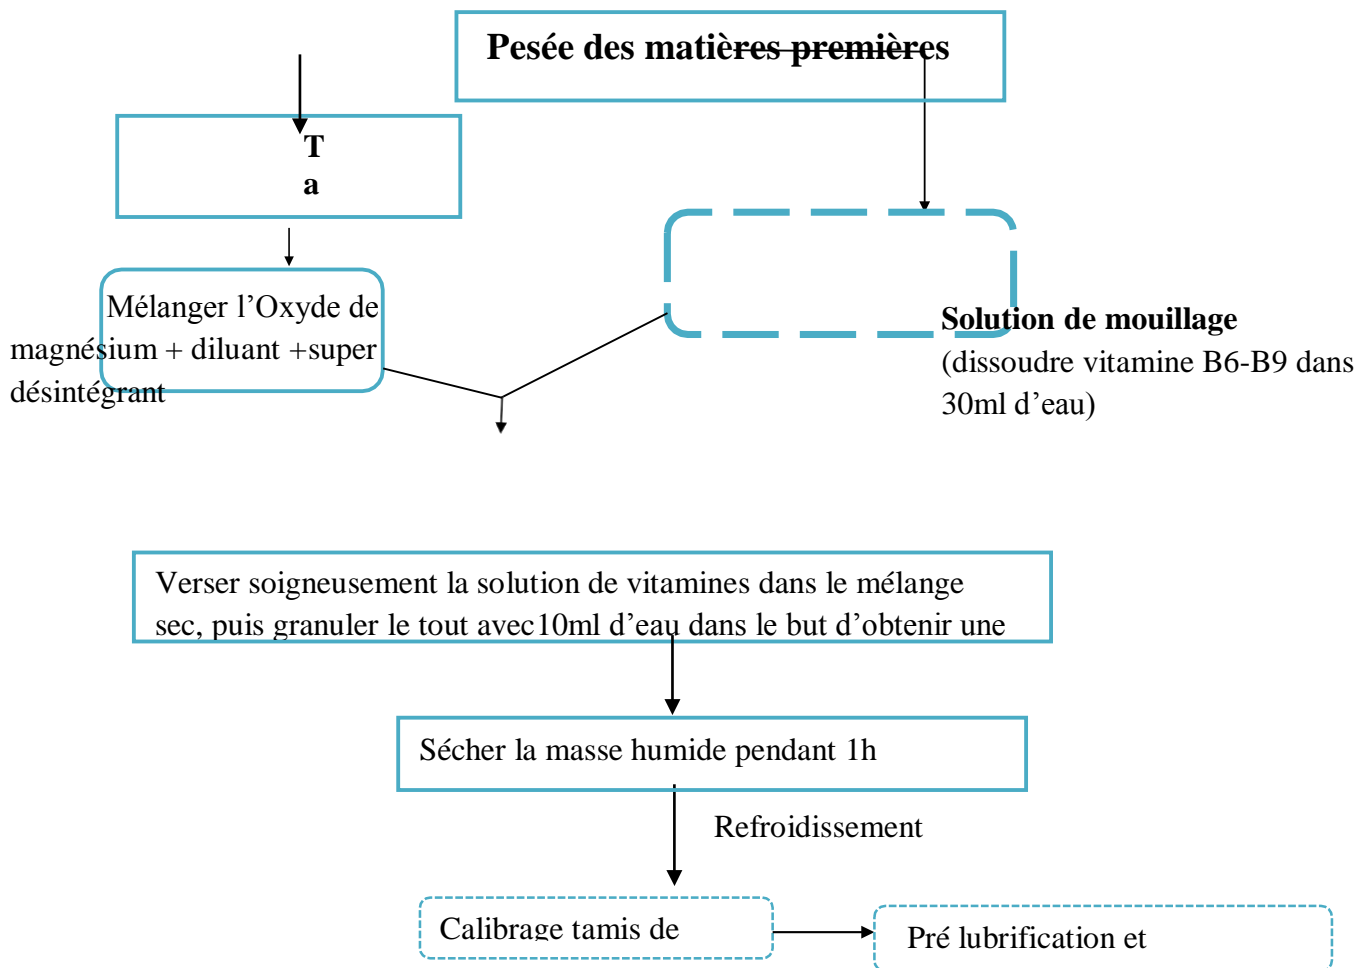 Pesée des matières premières
T
a
Mélanger l’Oxyde de
magnésium + diluant +super
désintégrant
Solution de mouillage
(dissoudre vitamine B6-B9 dans
30ml d’eau)
Verser soigneusement la solution de vitamines dans le mélange
sec, puis granuler le tout avec10ml d’eau dans le but d’obtenir une
Sécher la masse humide pendant 1h
Refroidissement
Calibrage tamis de
Pré lubrification et